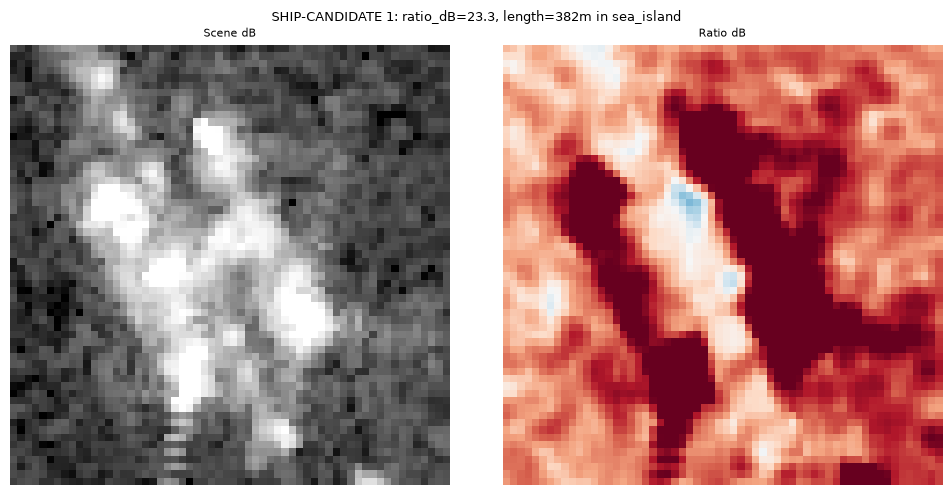 SHIP-CANDIDATE 1: ratio_dB=23.3, length=382m in sea_island
Scene dB
Ratio dB